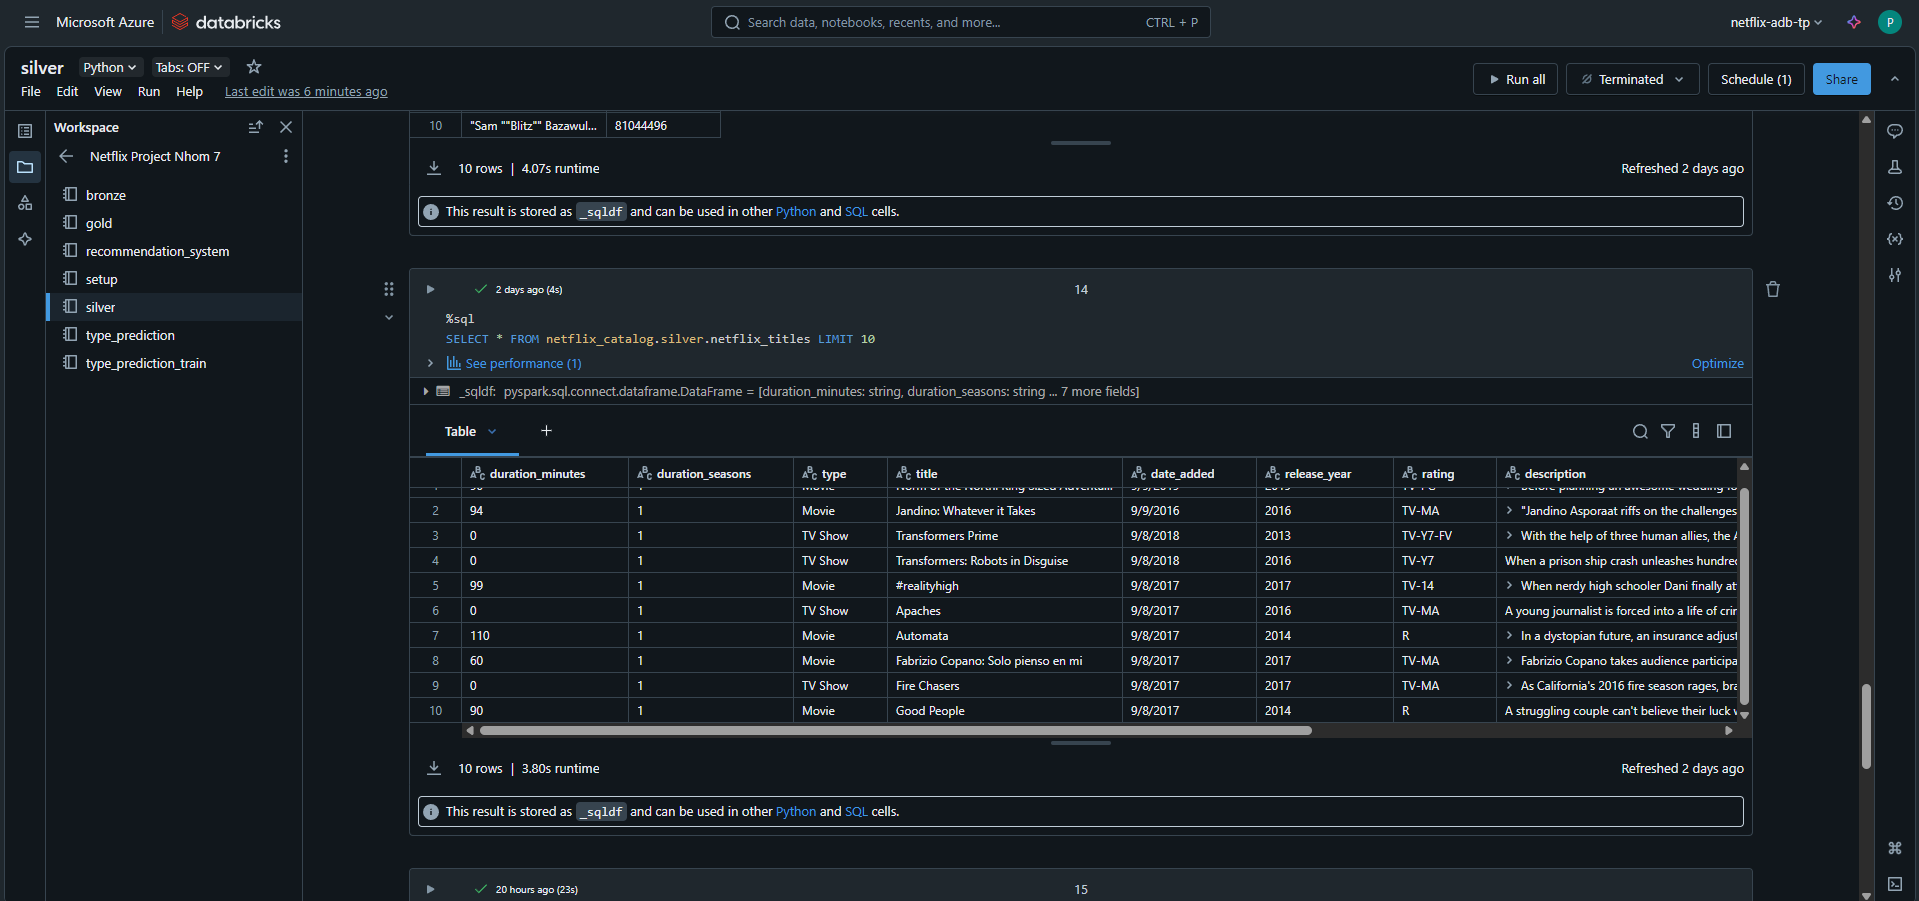 Microsoft Azure databricks
Search data, notebooks, recents, and more... CTRL + P
netflix-adb-tp
P
silver Python Tabs: OFF
File Edit View Run Help Last edit was 6 minutes ago
Run all Terminated Schedule (1) Share
Workspace
Netflix Project Nhom 7
bronze
gold
recommendation_system
setup
silver
type_prediction
type_prediction_train
10 "Sam ""Blitz"" Bazawul... 81044496
10 rows | 4.07s runtime Refreshed 2 days ago
This result is stored as _sqldf and can be used in other Python and SQL cells.
2 days ago (4s) 14
%sql
SELECT * FROM netflix_catalog.silver.netflix_titles LIMIT 10
See performance (1) Optimize
_sqldf: pyspark.sql.connect.dataframe.DataFrame = [duration_minutes: string, duration_seasons: string ... 7 more fields]
Table +
duration_minutes duration_seasons type title date_added release_year rating description
2 94 1 Movie Jandino: Whatever it Takes 9/9/2016 2016 TV-MA "Jandino Asporaat riffs on the challenges
3 0 1 TV Show Transformers Prime 9/8/2018 2013 TV-Y7-FV With the help of three human allies, the A
4 0 1 TV Show Transformers: Robots in Disguise 9/8/2018 2016 TV-Y7 When a prison ship crash unleashes hundre
5 99 1 Movie #realityhigh 9/8/2017 2017 TV-14 When nerdy high schooler Dani finally at
6 0 1 TV Show Apaches 9/8/2017 2016 TV-MA A young journalist is forced into a life of crir
7 110 1 Movie Automata 9/8/2017 2014 R In a dystopian future, an insurance adjust
8 60 1 Movie Fabrizio Copano: Solo pienso en mi 9/8/2017 2017 TV-MA Fabrizio Copano takes audience participa
9 0 1 TV Show Fire Chasers 9/8/2017 2017 TV-MA As California's 2016 fire season rages, bra
10 90 1 Movie Good People 9/8/2017 2014 R A struggling couple can't believe their luck
10 rows | 3.80s runtime Refreshed 2 days ago
This result is stored as _sqldf and can be used in other Python and SQL cells.
20 hours ago (23s) 15